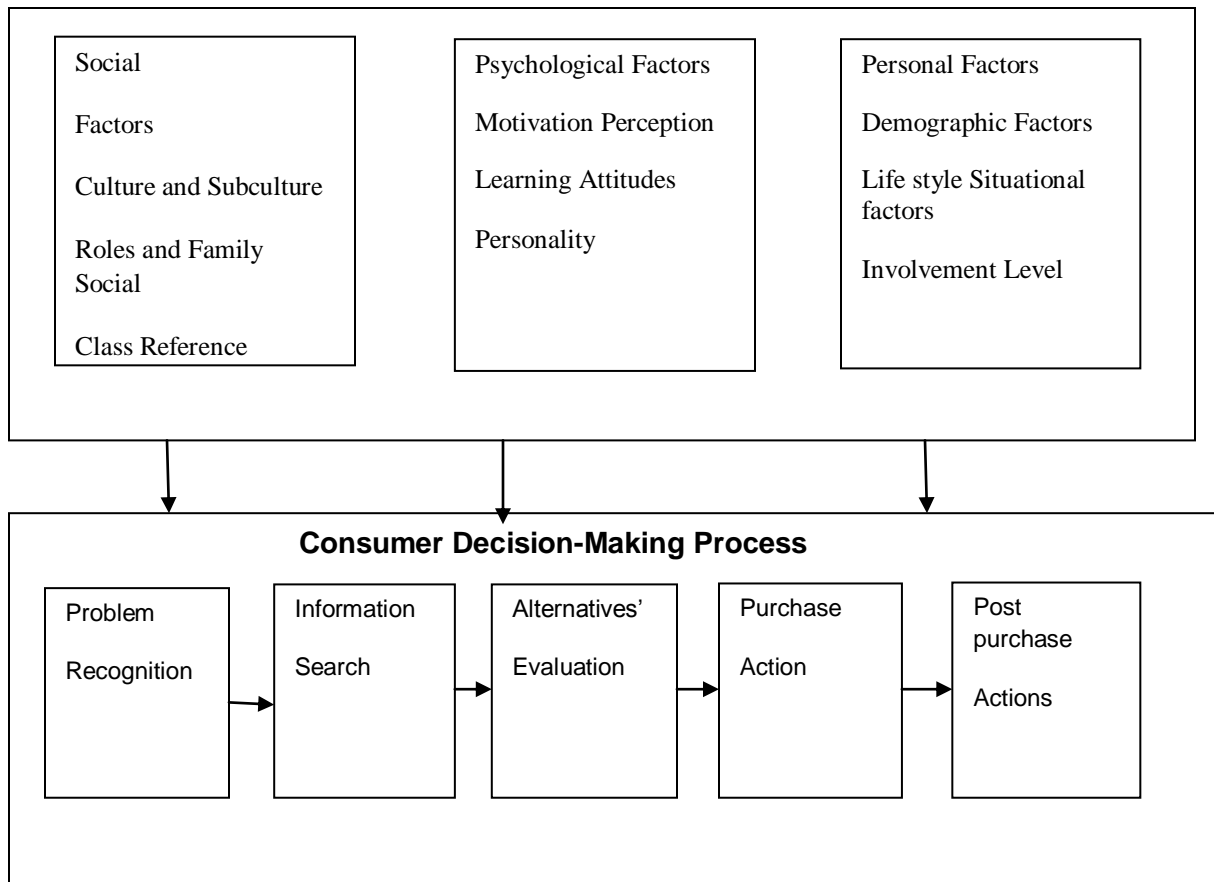 Social
Factors
Culture and Subculture
Roles and Family
Social
Class Reference
Psychological Factors
Motivation Perception
Learning Attitudes
Personality
Personal Factors
Demographic Factors
Life style Situational
factors
Involvement Level
Consumer Decision-Making Process
Problem
Recognition
Information
Search
Alternatives’
Evaluation
Purchase
Action
Post
purchase
Actions